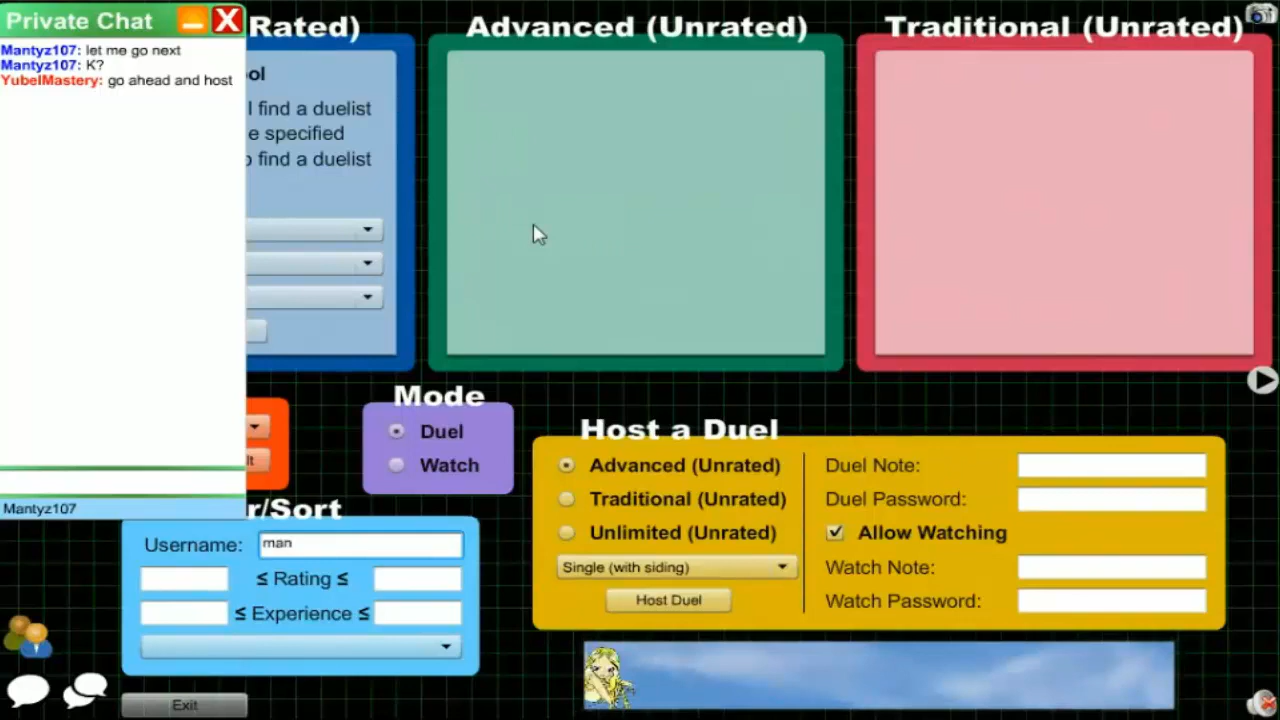 Private Chat
X
Mantyz107: let me go next
Mantyz107: K?
YubelMastery: go ahead and host
Mantyz107
Rated)
ol
l find a duelist
e specified
o find a duelist
Advanced (Unrated)
Traditional (Unrated)
lt
Mode
Duel
Watch
r/Sort
Username: man
≤ Rating ≤
≤ Experience ≤
Exit
Host a Duel
Advanced (Unrated)
Traditional (Unrated)
Unlimited (Unrated)
Single (with siding)
Host Duel
Duel Note:
Duel Password:
Allow Watching
Watch Note:
Watch Password: